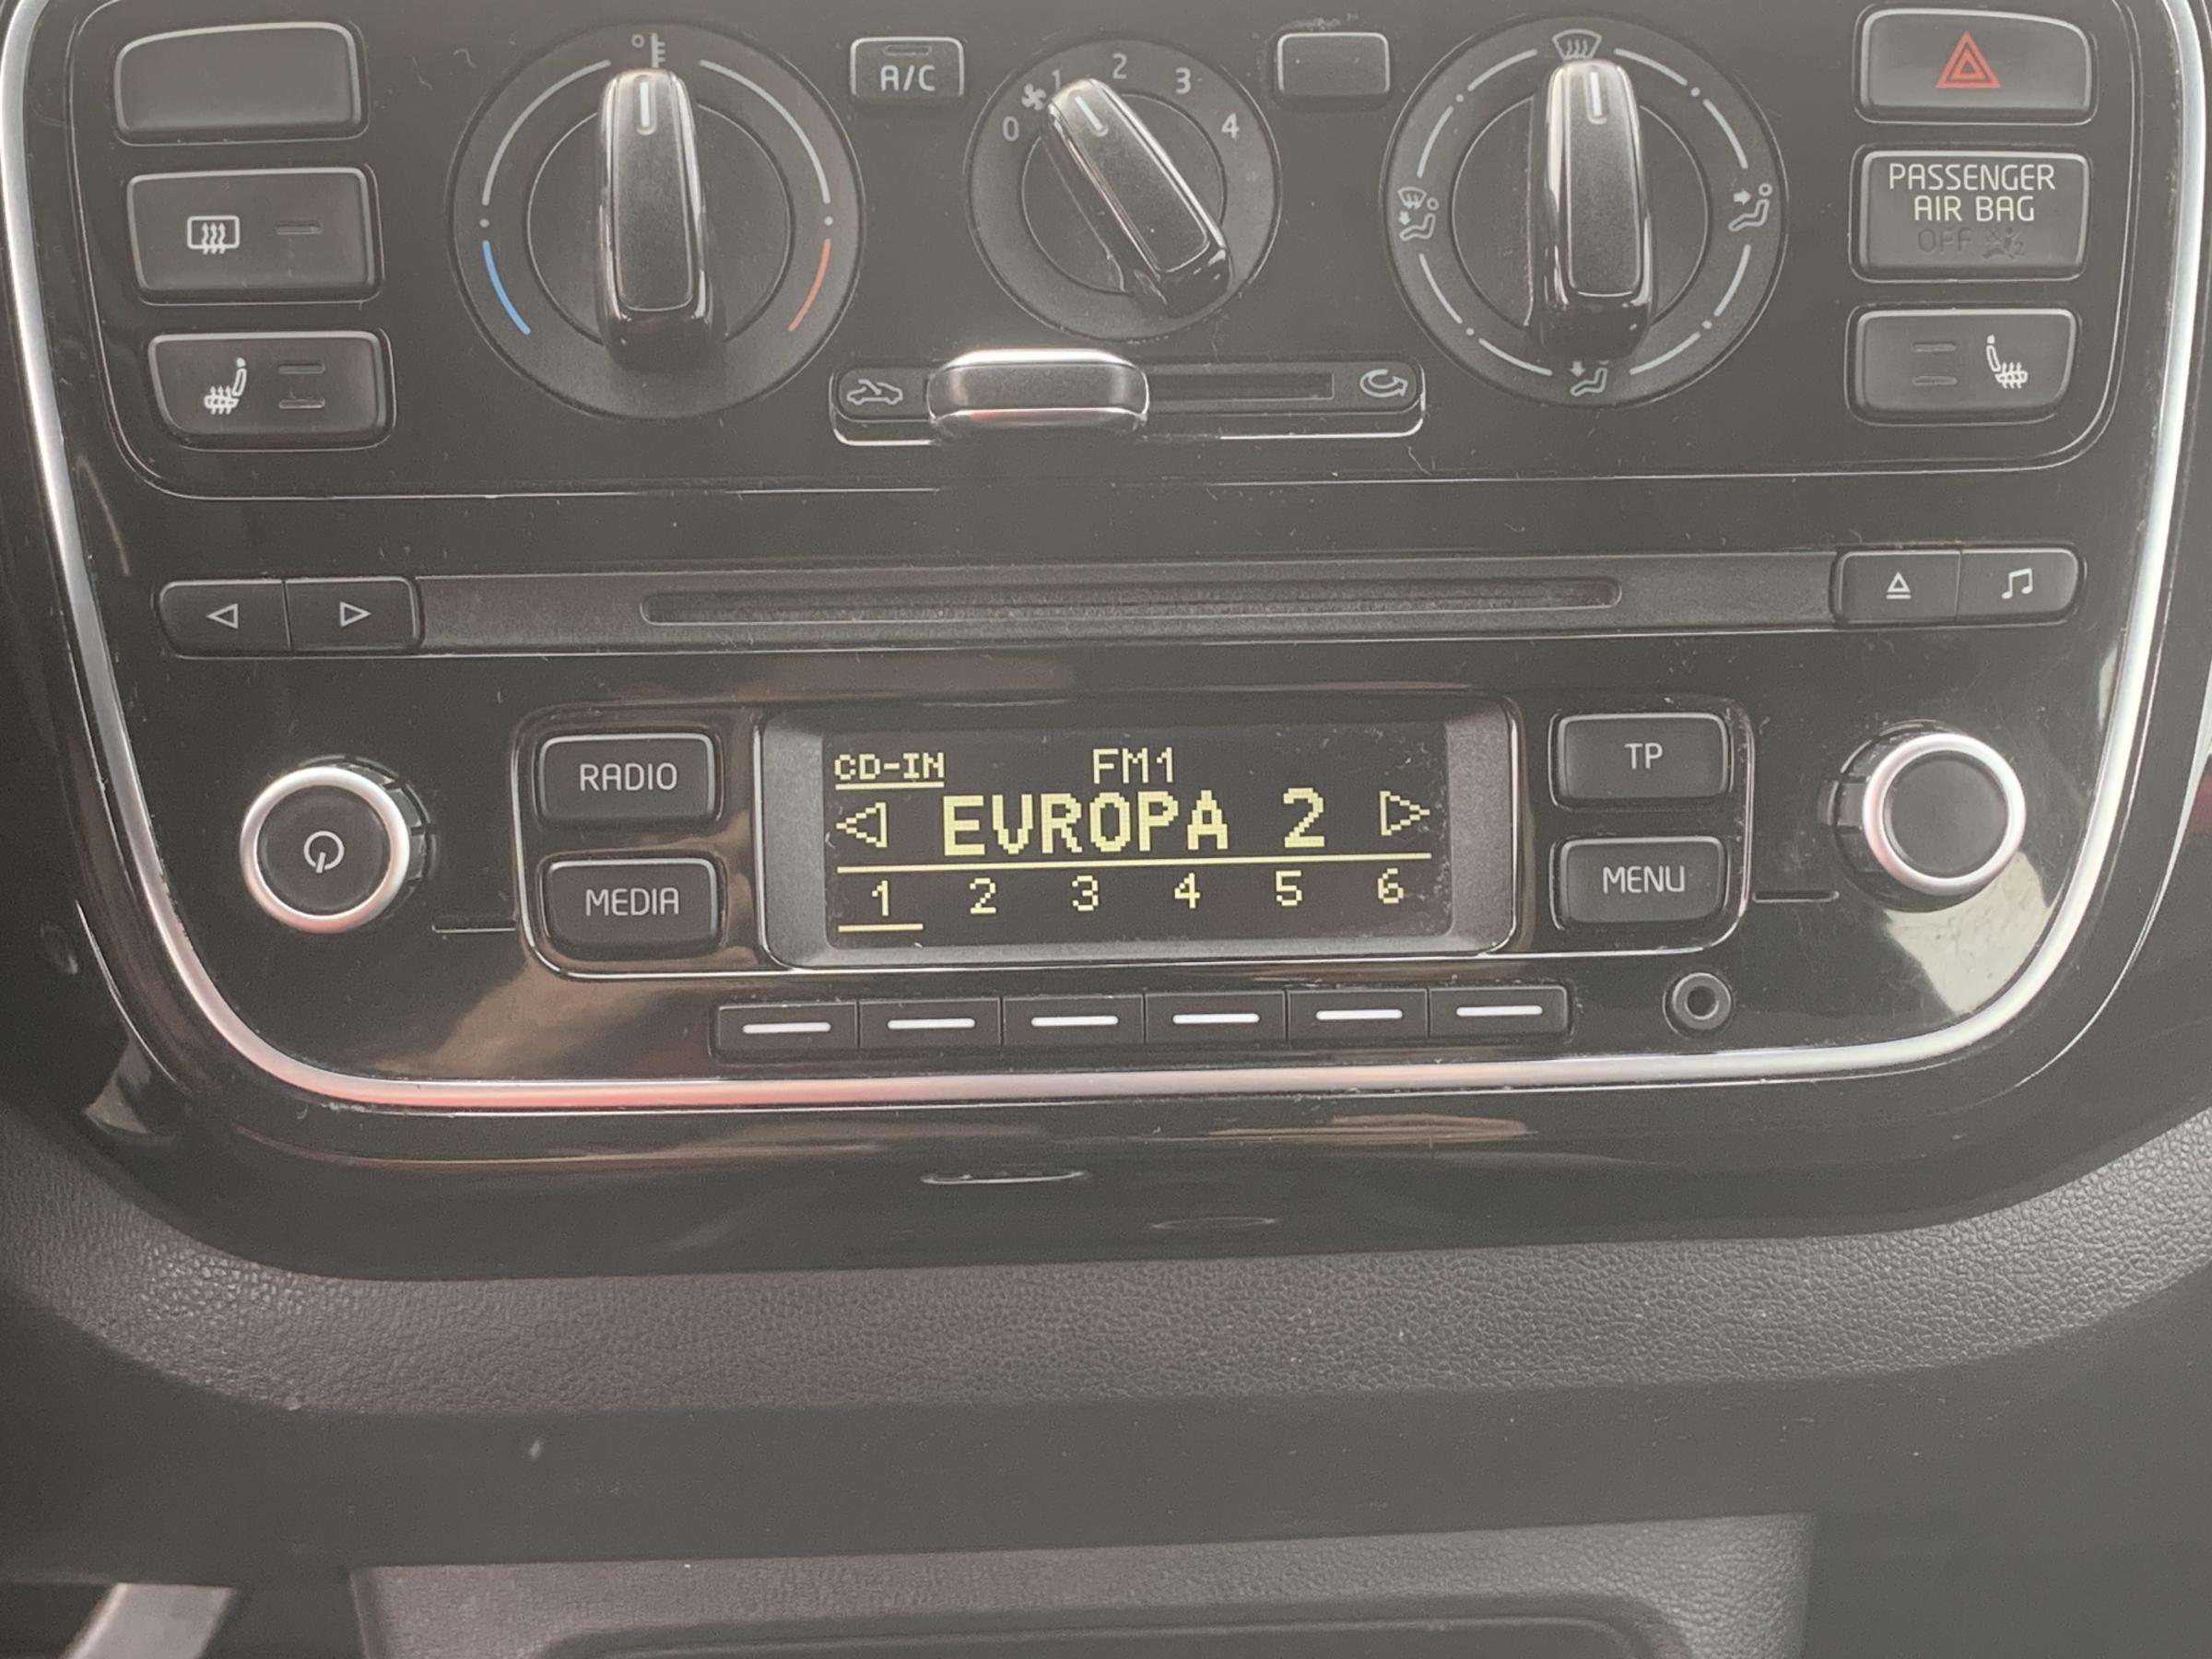 A/C
0 1 2 3 4
PASSENGER
AIR BAG
OFF
RADIO
MEDIA
CD-IN FM1
EVROPA 2
1 2 3 4 5 6
TP
MENU